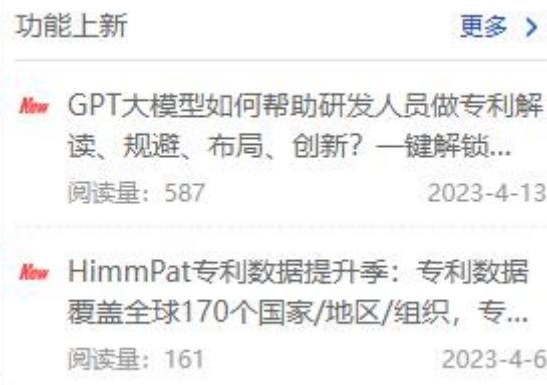 功能上新 更多 >
New GPT大模型如何帮助研发人员做专利解
读、规避、布局、创新？一键解锁...
阅读量：587 2023-4-13
New HimmPat专利数据提升季：专利数据
覆盖全球170个国家/地区/组织，专...
阅读量：161 2023-4-6